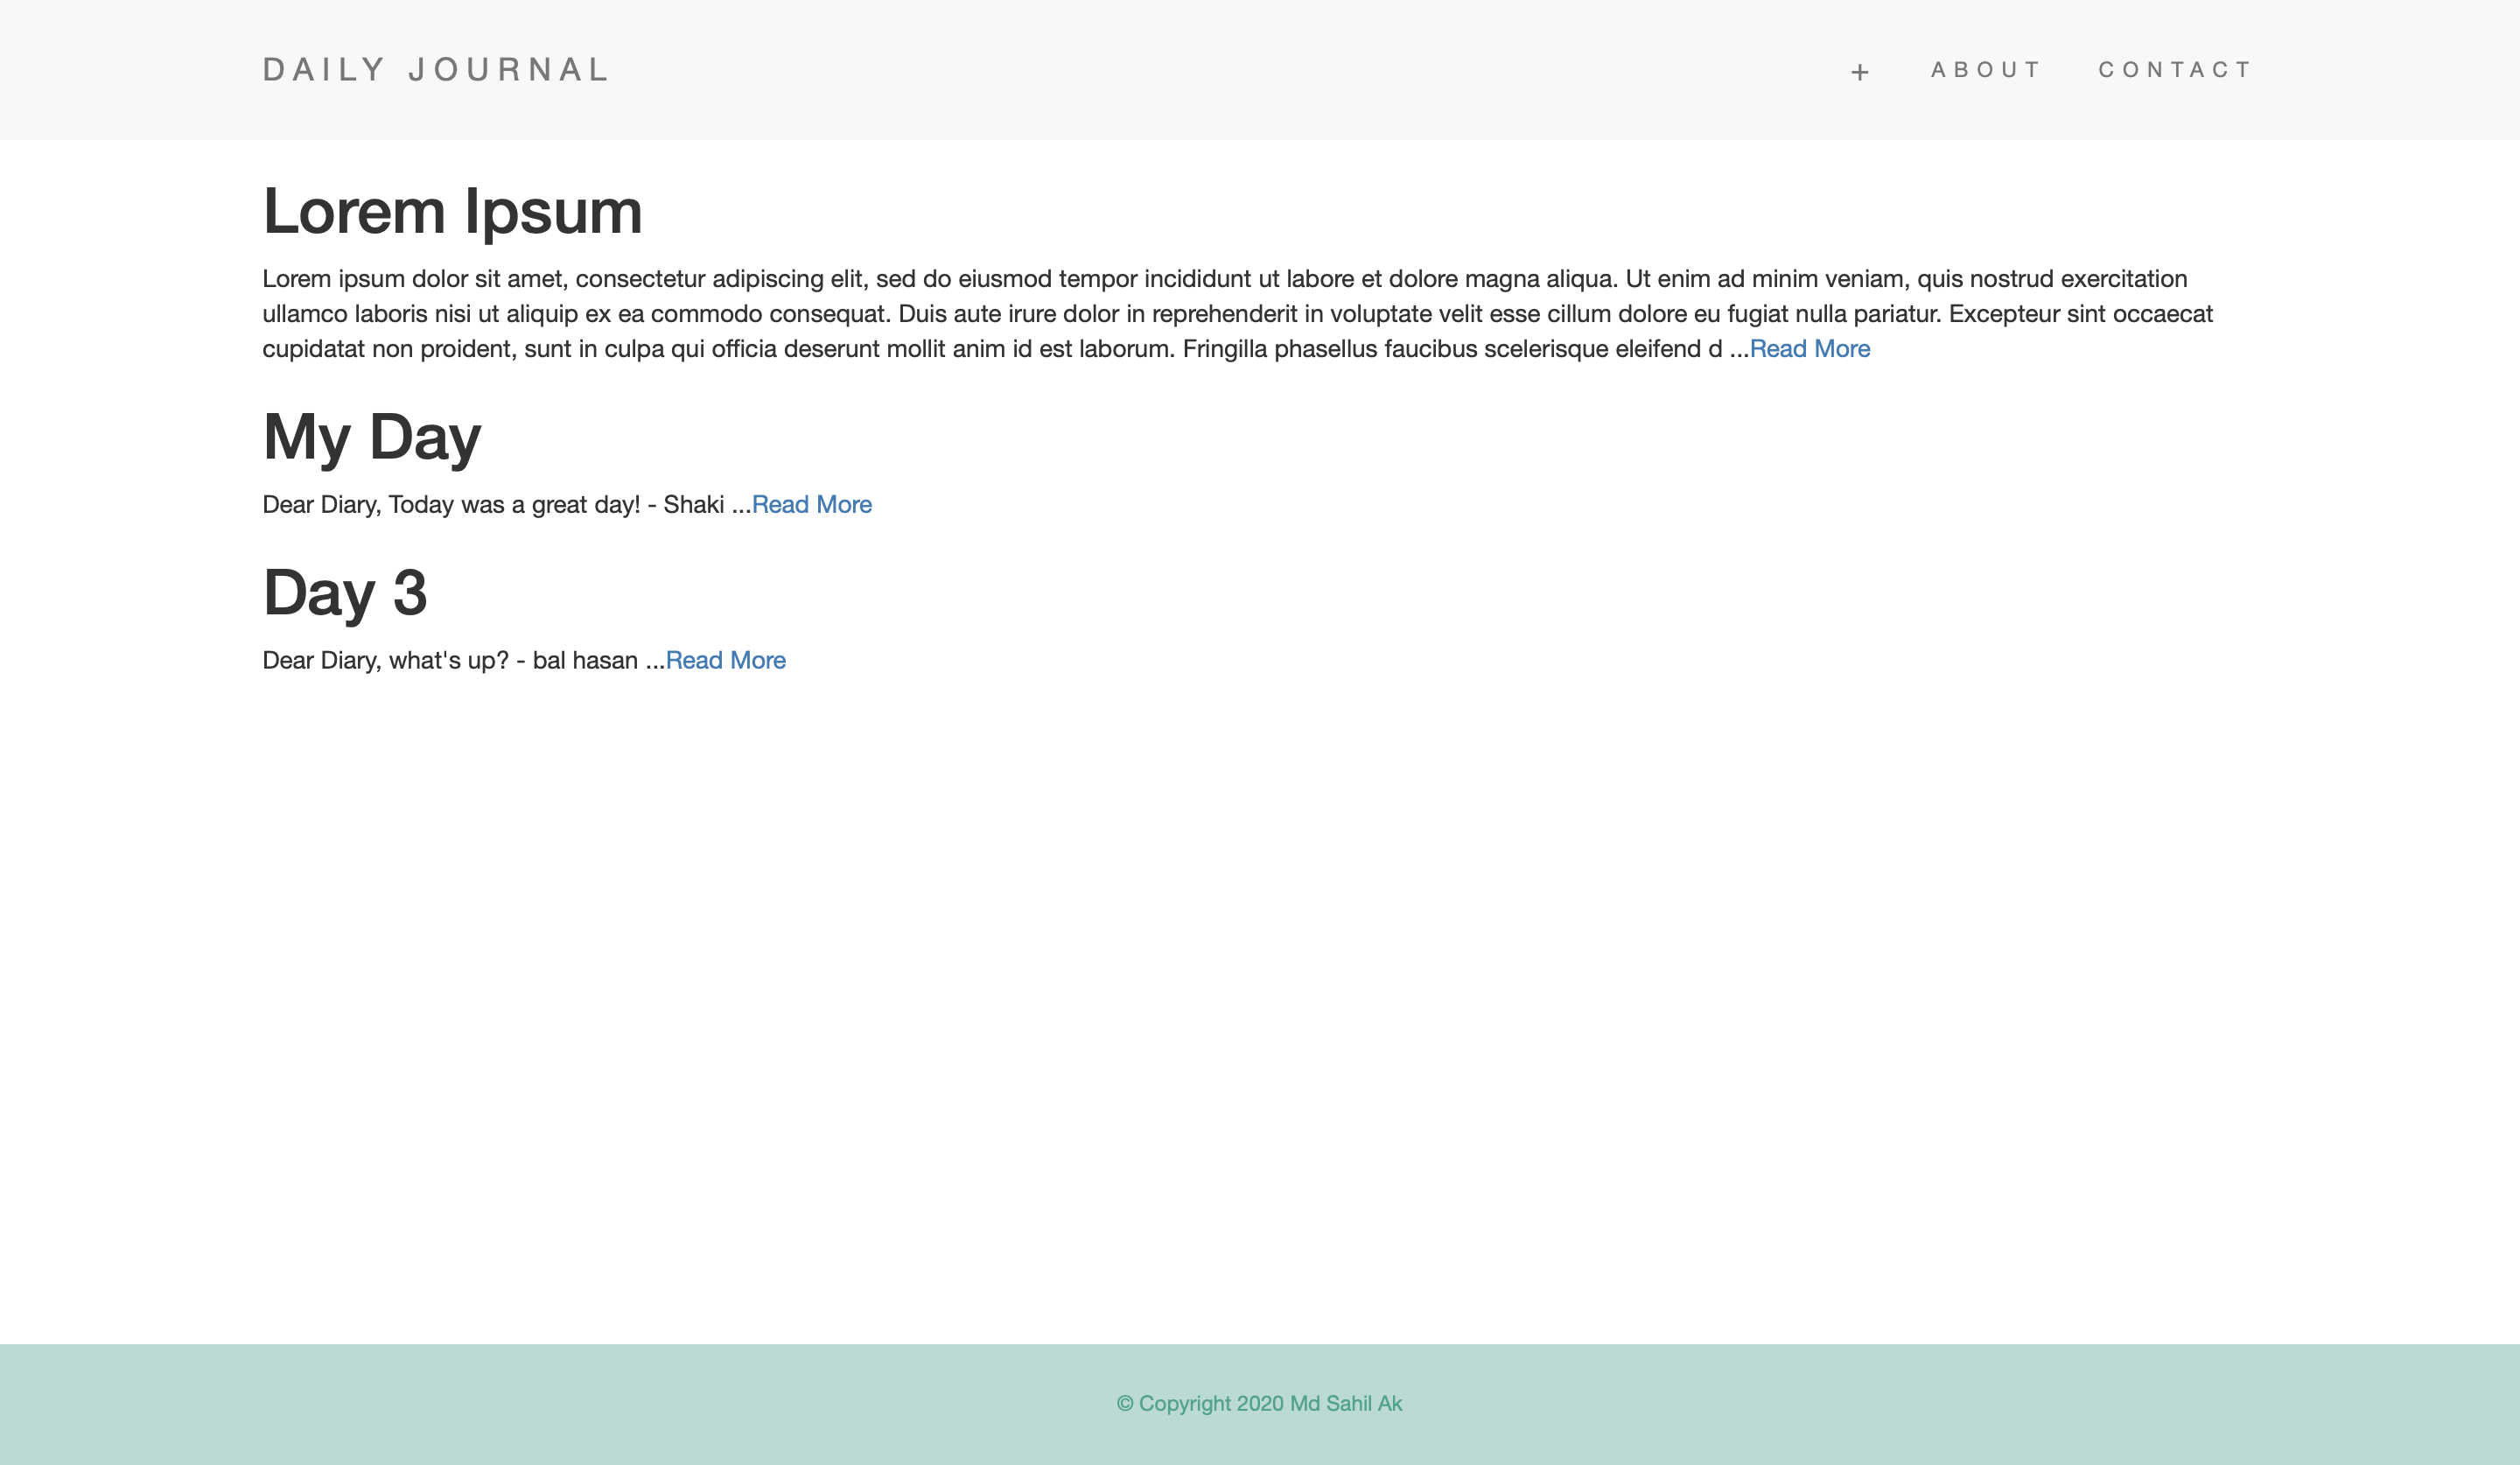 DAILY JOURNAL
+ ABOUT CONTACT
Lorem Ipsum
Lorem ipsum dolor sit amet, consectetur adipiscing elit, sed do eiusmod tempor incididunt ut labore et dolore magna aliqua. Ut enim ad minim veniam, quis nostrud exercitation
ullamco laboris nisi ut aliquip ex ea commodo consequat. Duis aute irure dolor in reprehenderit in voluptate velit esse cillum dolore eu fugiat nulla pariatur. Excepteur sint occaecat
cupidatat non proident, sunt in culpa qui officia deserunt mollit anim id est laborum. Fringilla phasellus faucibus scelerisque eleifend d ...Read More
My Day
Dear Diary, Today was a great day! - Shaki ...Read More
Day 3
Dear Diary, what's up? - bal hasan ...Read More
© Copyright 2020 Md Sahil Ak